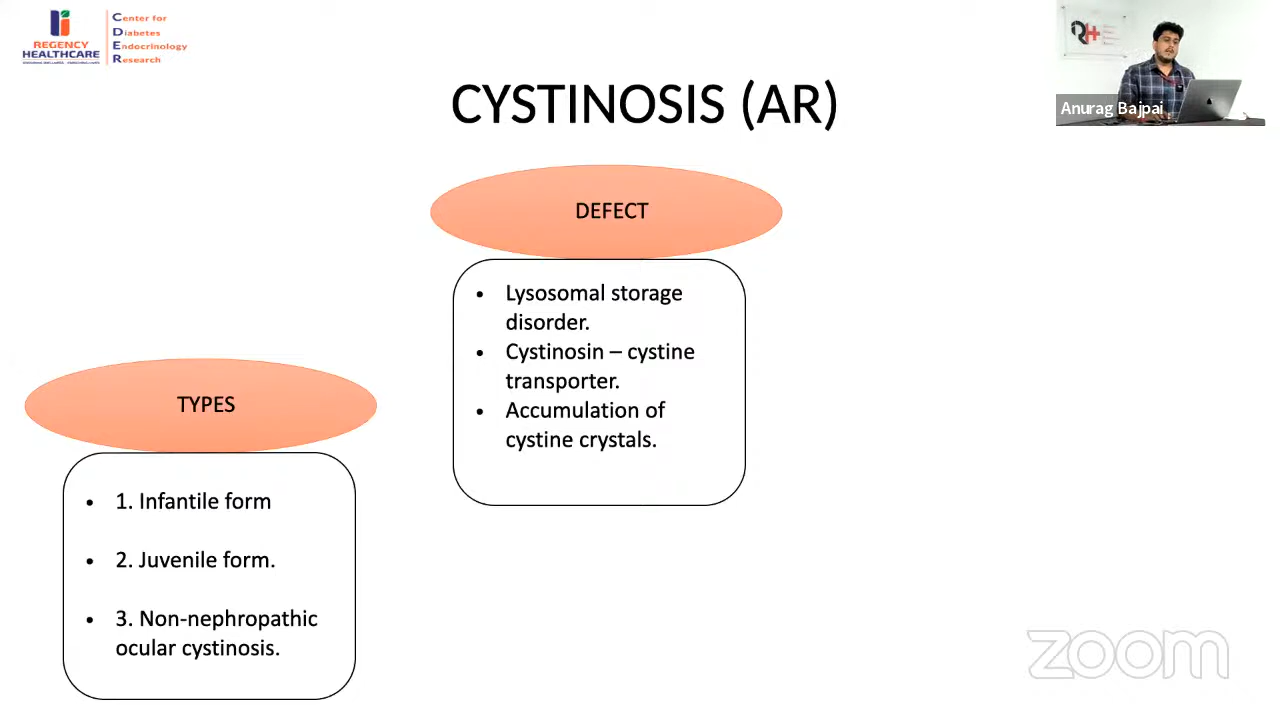 REGENCY
HEALTHCARE
Center for
Diabetes
Endocrinology
Research
Anurag Bajpai
CYSTINOSIS (AR)
DEFECT
• Lysosomal storage
disorder.
• Cystinosin – cystine
transporter.
• Accumulation of
cystine crystals.
TYPES
• 1. Infantile form
• 2. Juvenile form.
• 3. Non-nephropathic
ocular cystinosis.
zoom